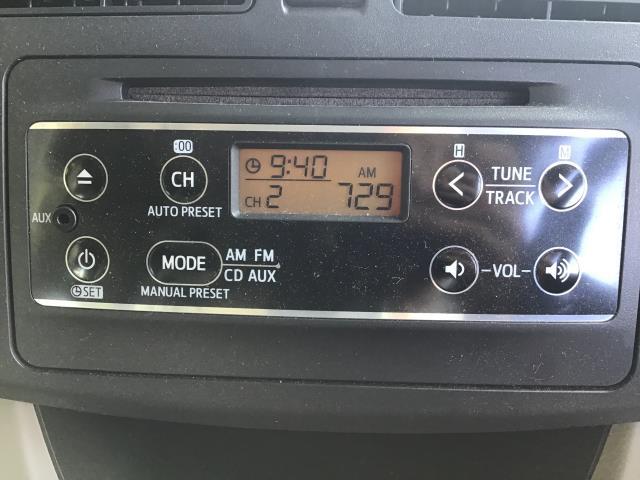 :00 H M
CH 9:40 AM TUNE
AUTO PRESET CH 2 729 TRACK
AUX
MODE AM FM VOL
CD AUX
SET MANUAL PRESET